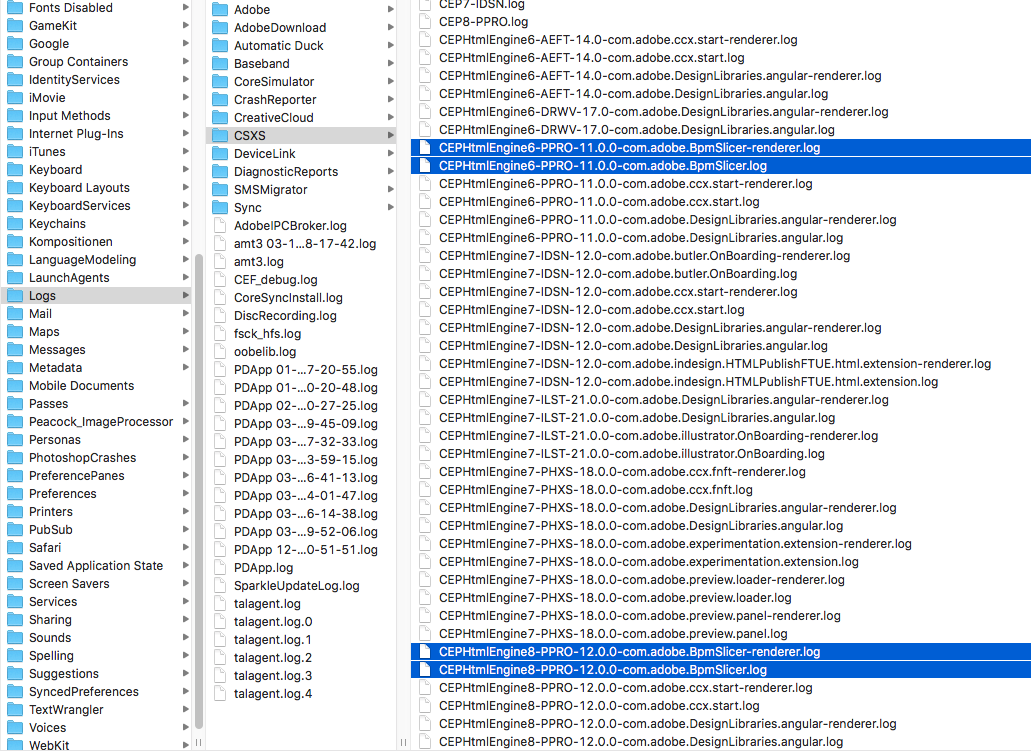 Fonts Disabled
GameKit
Google
Group Containers
IdentityServices
iMovie
Input Methods
Internet Plug-Ins
iTunes
Keyboard
Keyboard Layouts
KeyboardServices
Keychains
Kompositionen
LanguageModeling
LaunchAgents
Logs
Mail
Maps
Messages
Metadata
Mobile Documents
Passes
Peacock_ImageProcessor
Personas
PhotoshopCrashes
PreferencePanes
Preferences
Printers
PubSub
Safari
Saved Application State
Screen Savers
Services
Sharing
Sounds
Spelling
Suggestions
SyncedPreferences
TextWrangler
Voices
WebKit
Adobe
AdobeDownload
Automatic Duck
Baseband
CoreSimulator
CrashReporter
CreativeCloud
CSXS
DeviceLink
DiagnosticReports
SMSMigrator
Sync
AdobeIPCBroker.log
amt3 03-1...8-17-42.log
amt3.log
CEF_debug.log
CoreSyncInstall.log
DiscRecording.log
fsck_hfs.log
oobelib.log
PDApp 01-...7-20-55.log
PDApp 01-...0-20-48.log
PDApp 02-...0-27-25.log
PDApp 03-...9-45-09.log
PDApp 03-...7-32-33.log
PDApp 03-...3-59-15.log
PDApp 03-...6-41-13.log
PDApp 03-...4-01-47.log
PDApp 03-...6-14-38.log
PDApp 03-...9-52-06.log
PDApp 12-...0-51-51.log
PDApp.log
SparkleUpdateLog.log
talagent.log
talagent.log.0
talagent.log.1
talagent.log.2
talagent.log.3
talagent.log.4
CEP7-IDSN.log
CEP8-PPRO.log
CEPHtmlEngine6-AEFT-14.0-com.adobe.ccx.start-renderer.log
CEPHtmlEngine6-AEFT-14.0-com.adobe.ccx.start.log
CEPHtmlEngine6-AEFT-14.0-com.adobe.DesignLibraries.angular-renderer.log
CEPHtmlEngine6-AEFT-14.0-com.adobe.DesignLibraries.angular.log
CEPHtmlEngine6-DRWV-17.0-com.adobe.DesignLibraries.angular-renderer.log
CEPHtmlEngine6-DRWV-17.0-com.adobe.DesignLibraries.angular.log
CEPHtmlEngine6-PPRO-11.0.0-com.adobe.BpmSlicer-renderer.log
CEPHtmlEngine6-PPRO-11.0.0-com.adobe.BpmSlicer.log
CEPHtmlEngine6-PPRO-11.0.0-com.adobe.ccx.start-renderer.log
CEPHtmlEngine6-PPRO-11.0.0-com.adobe.ccx.start.log
CEPHtmlEngine6-PPRO-11.0.0-com.adobe.DesignLibraries.angular-renderer.log
CEPHtmlEngine6-PPRO-11.0.0-com.adobe.DesignLibraries.angular.log
CEPHtmlEngine7-IDSN-12.0-com.adobe.butler.OnBoarding-renderer.log
CEPHtmlEngine7-IDSN-12.0-com.adobe.butler.OnBoarding.log
CEPHtmlEngine7-IDSN-12.0-com.adobe.ccx.start-renderer.log
CEPHtmlEngine7-IDSN-12.0-com.adobe.ccx.start.log
CEPHtmlEngine7-IDSN-12.0-com.adobe.DesignLibraries.angular-renderer.log
CEPHtmlEngine7-IDSN-12.0-com.adobe.DesignLibraries.angular.log
CEPHtmlEngine7-IDSN-12.0-com.adobe.indesign.HTMLPublishFTUE.html.extension-renderer.log
CEPHtmlEngine7-IDSN-12.0-com.adobe.indesign.HTMLPublishFTUE.html.extension.log
CEPHtmlEngine7-ILST-21.0.0-com.adobe.DesignLibraries.angular-renderer.log
CEPHtmlEngine7-ILST-21.0.0-com.adobe.DesignLibraries.angular.log
CEPHtmlEngine7-ILST-21.0.0-com.adobe.illustrator.OnBoarding-renderer.log
CEPHtmlEngine7-ILST-21.0.0-com.adobe.illustrator.OnBoarding.log
CEPHtmlEngine7-PHXS-18.0.0-com.adobe.ccx.fnft-renderer.log
CEPHtmlEngine7-PHXS-18.0.0-com.adobe.ccx.fnft.log
CEPHtmlEngine7-PHXS-18.0.0-com.adobe.DesignLibraries.angular-renderer.log
CEPHtmlEngine7-PHXS-18.0.0-com.adobe.DesignLibraries.angular.log
CEPHtmlEngine7-PHXS-18.0.0-com.adobe.experimentation.extension-renderer.log
CEPHtmlEngine7-PHXS-18.0.0-com.adobe.experimentation.extension.log
CEPHtmlEngine7-PHXS-18.0.0-com.adobe.preview.loader-renderer.log
CEPHtmlEngine7-PHXS-18.0.0-com.adobe.preview.loader.log
CEPHtmlEngine7-PHXS-18.0.0-com.adobe.preview.panel-renderer.log
CEPHtmlEngine7-PHXS-18.0.0-com.adobe.preview.panel.log
CEPHtmlEngine8-PPRO-12.0.0-com.adobe.BpmSlicer-renderer.log
CEPHtmlEngine8-PPRO-12.0.0-com.adobe.BpmSlicer.log
CEPHtmlEngine8-PPRO-12.0.0-com.adobe.ccx.start-renderer.log
CEPHtmlEngine8-PPRO-12.0.0-com.adobe.ccx.start.log
CEPHtmlEngine8-PPRO-12.0.0-com.adobe.DesignLibraries.angular-renderer.log
CEPHtmlEngine8-PPRO-12.0.0-com.adobe.DesignLibraries.angular.log